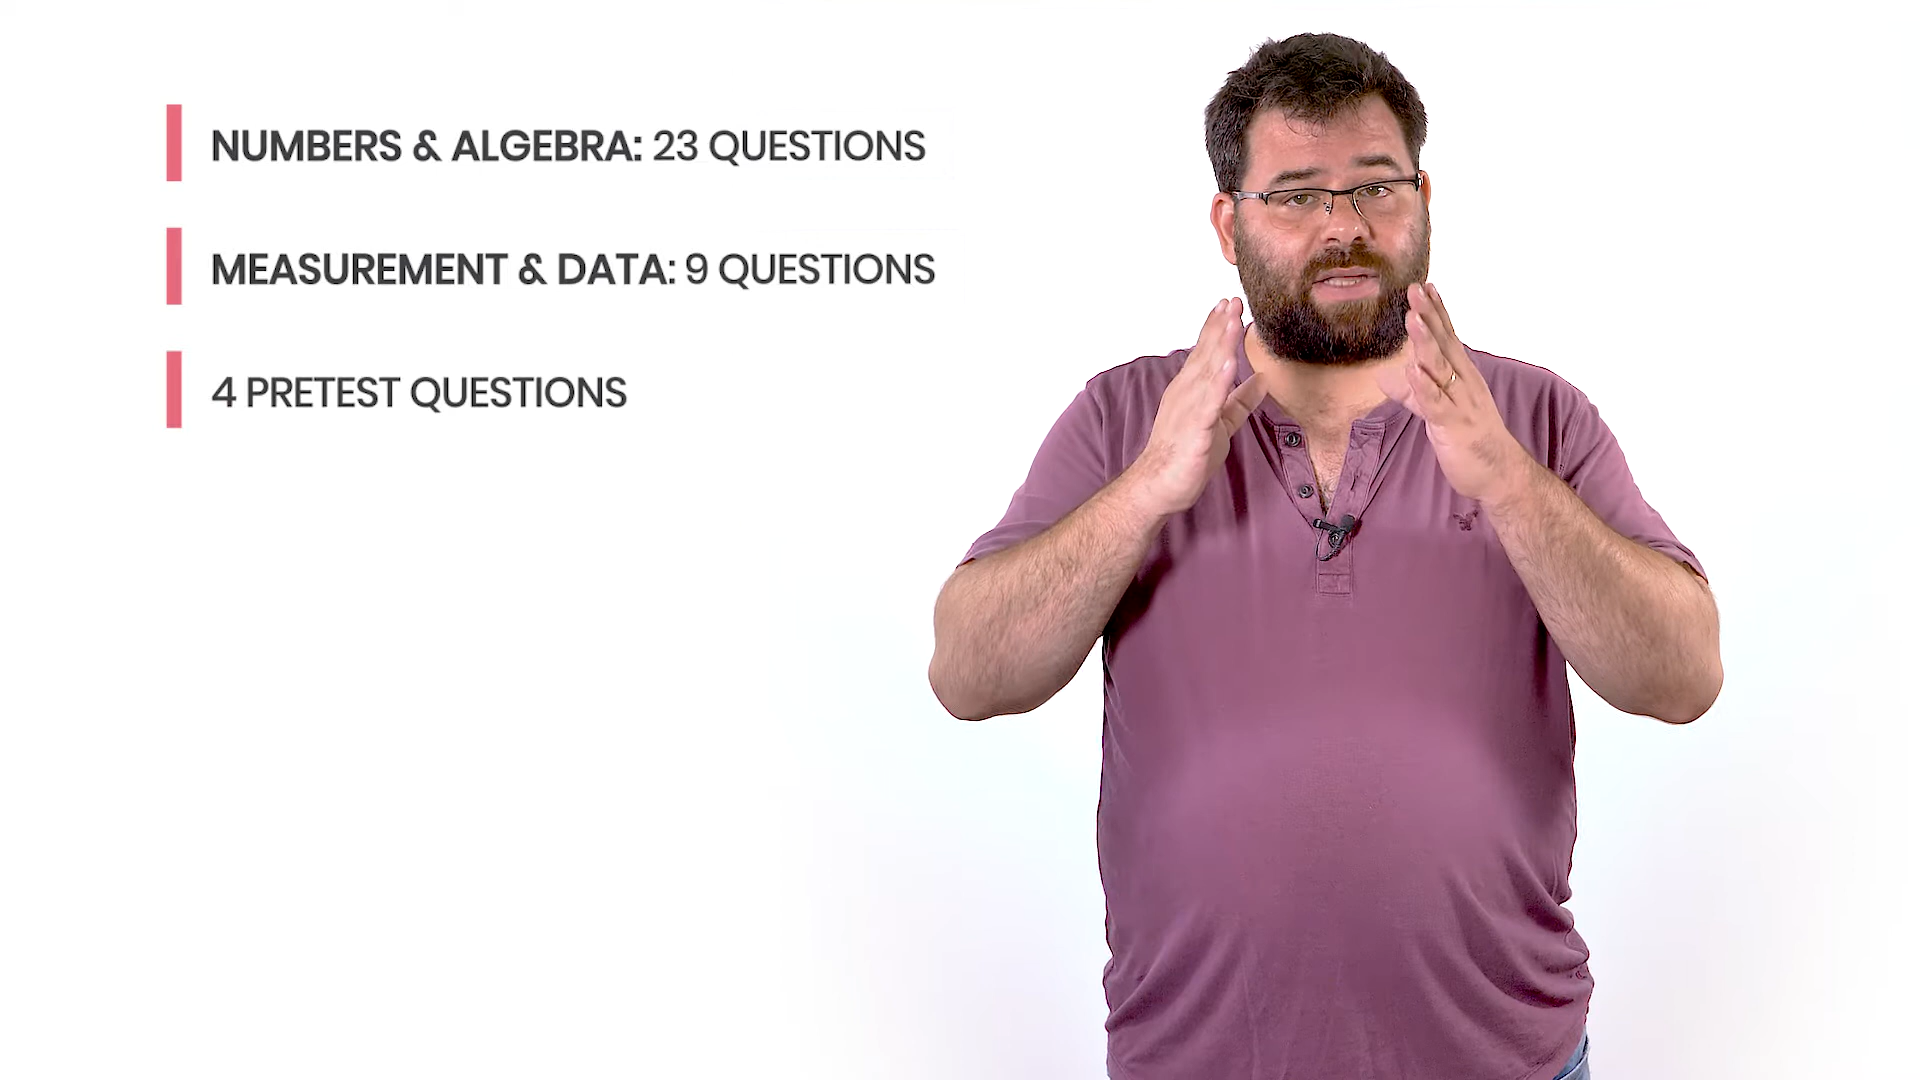 NUMBERS & ALGEBRA: 23 QUESTIONS
MEASUREMENT & DATA: 9 QUESTIONS
4 PRETEST QUESTIONS